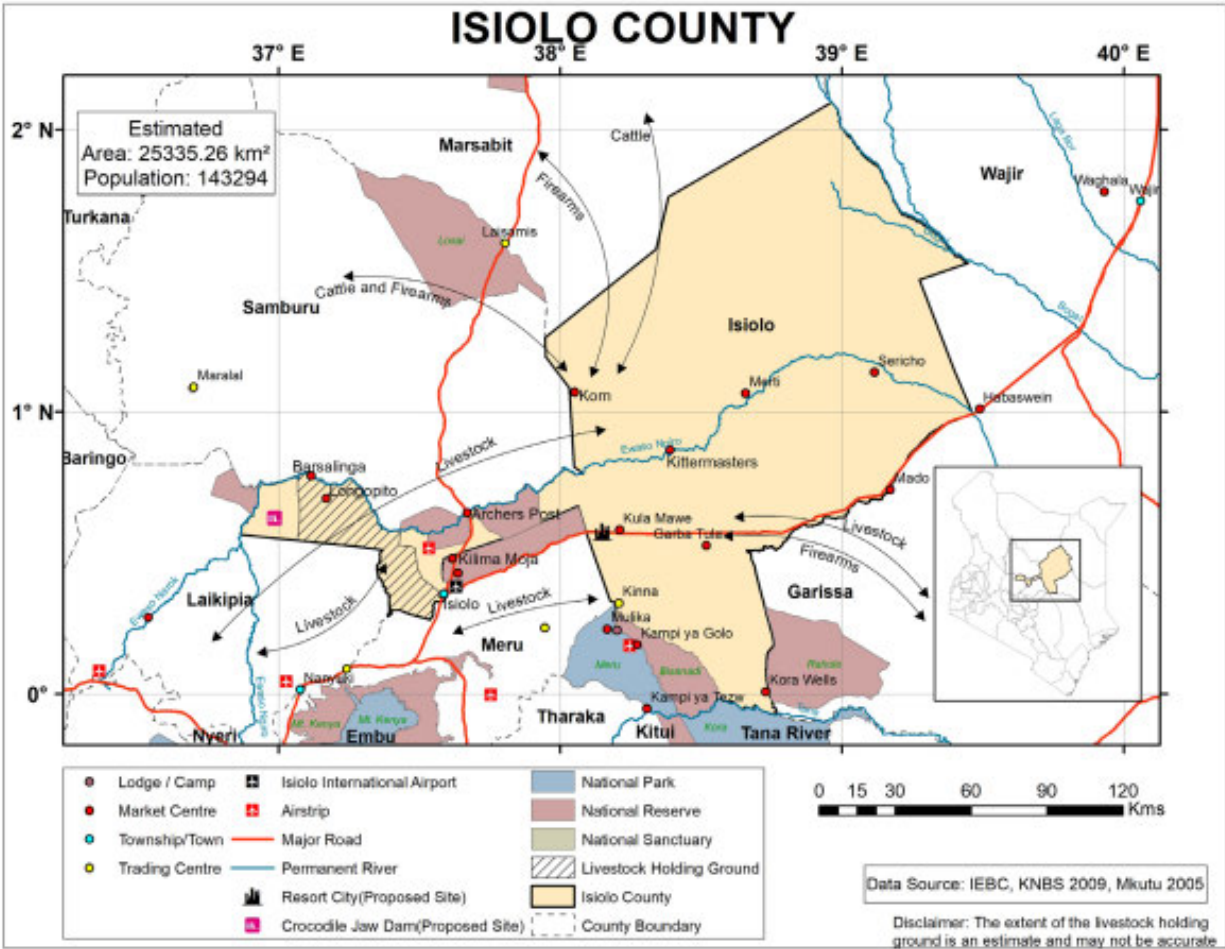 ISIOLO COUNTY
37° E
38° E
39° E
40° E
2° N
1° N
0°
Estimated
Area: 25335.26 km²
Population: 143294
Marsabit
Cattle
Wajir
Waghala
Wajir
Turkana
Firearms
Losai
Laisamis
Cattle and Firearms
Samburu
Isiolo
Maralal
Kom
Merti
Sericho
Habaswein
Baringo
Livestock
Ewaso Ngiro
Kittermasters
Barsalinga
Longopito
Mado
Archers Post
Kula Mawe
Garba Tula
Livestock
Firearms
Kilima Moja
Isiolo
Laikipia
Livestock
Livestock
Kinna
Garissa
Meru
Mulika
Kampi ya Golo
Meru
Bisanadi
Rahole
Kora Wells
Nanyuki
Kampi ya Tezw
Mt. Kenya
Mt. Kenya
Tharaka
Kitui
Kora
Tana River
Nyeri
Embu
Lodge / Camp
Market Centre
Township/Town
Trading Centre
Isiolo International Airport
Airstrip
Major Road
Permanent River
Resort City(Proposed Site)
Crocodile Jaw Dam(Proposed Site)
National Park
National Reserve
National Sanctuary
Livestock Holding Ground
Isiolo County
County Boundary
0 15 30 60 90 120
Kms
Data Source: IEBC, KNBS 2009, Mkutu 2005
Disclaimer: The extent of the livestock holding
ground is an estimate and may not be accurate